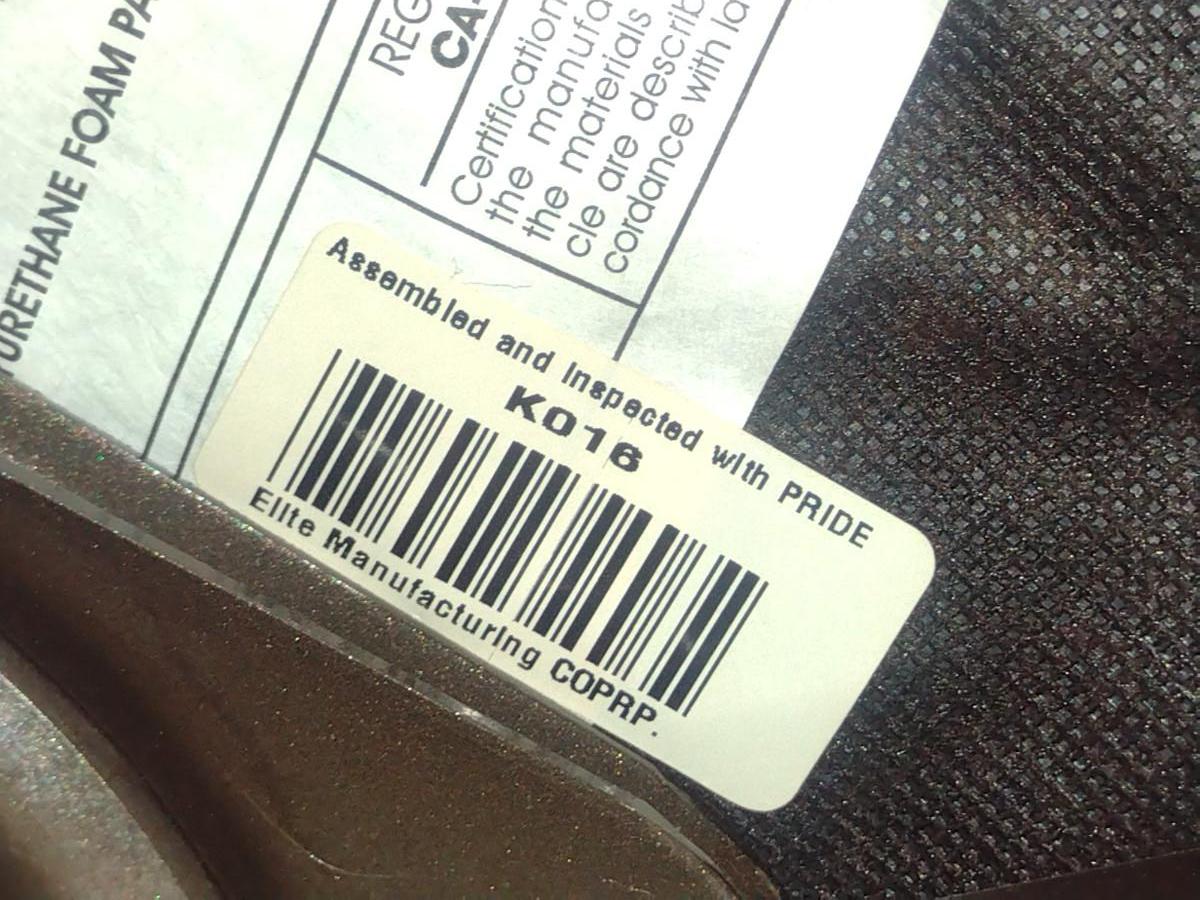 URETHANE FOAM PA
REG
CA-
Certification
the manufa
the materials
cle are describ
cordance with la
Assembled and Inspected with PRIDE
K016
Elite Manufacturing COPRP.